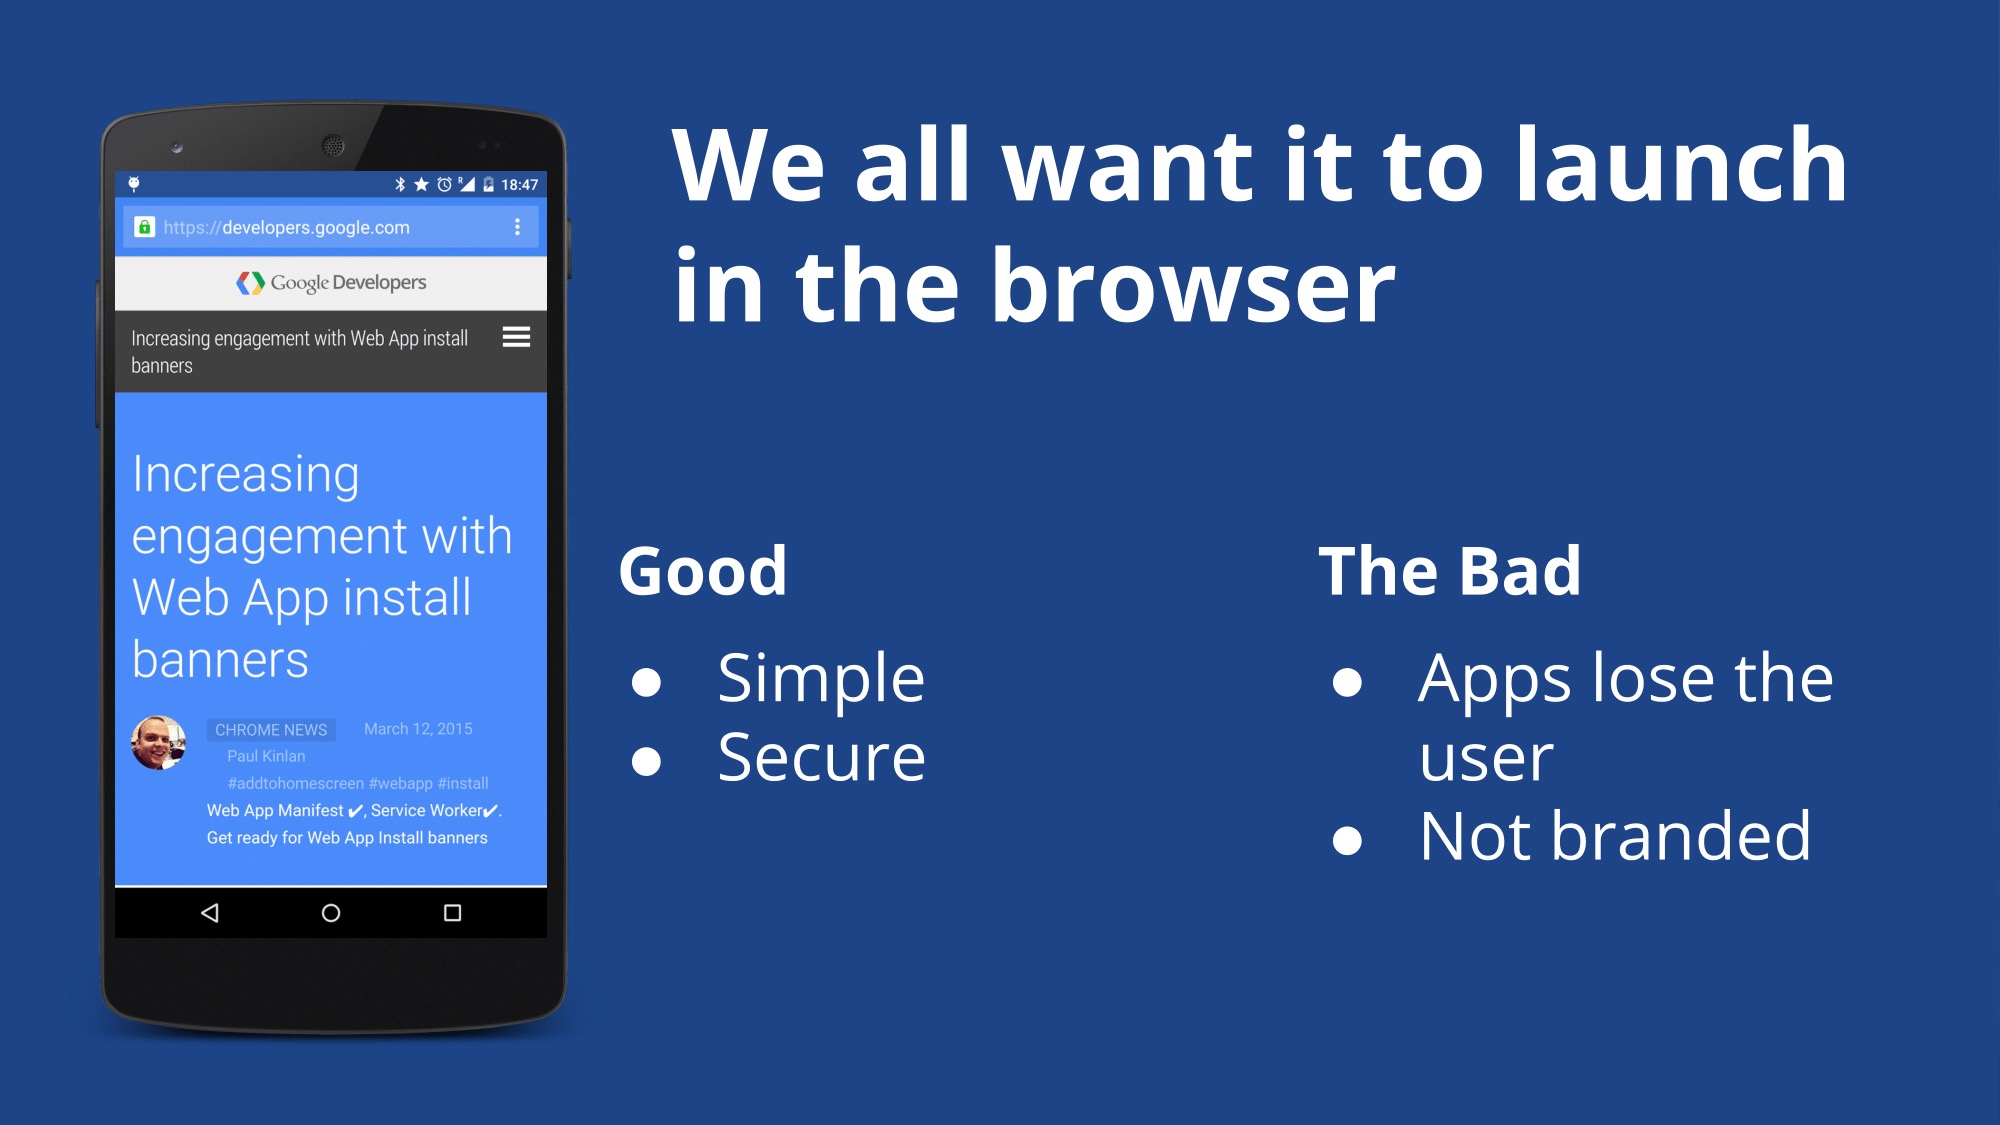 We all want it to launch
in the browser
18:47
https://developers.google.com
Google Developers
Increasing engagement with Web App install
banners
Increasing
engagement with
Web App install
banners
CHROME NEWS March 12, 2015
Paul Kinlan
#addtohomescreen #webapp #install
Web App Manifest ✔, Service Worker✔.
Get ready for Web App Install banners
Good
● Simple
● Secure
The Bad
● Apps lose the
user
● Not branded